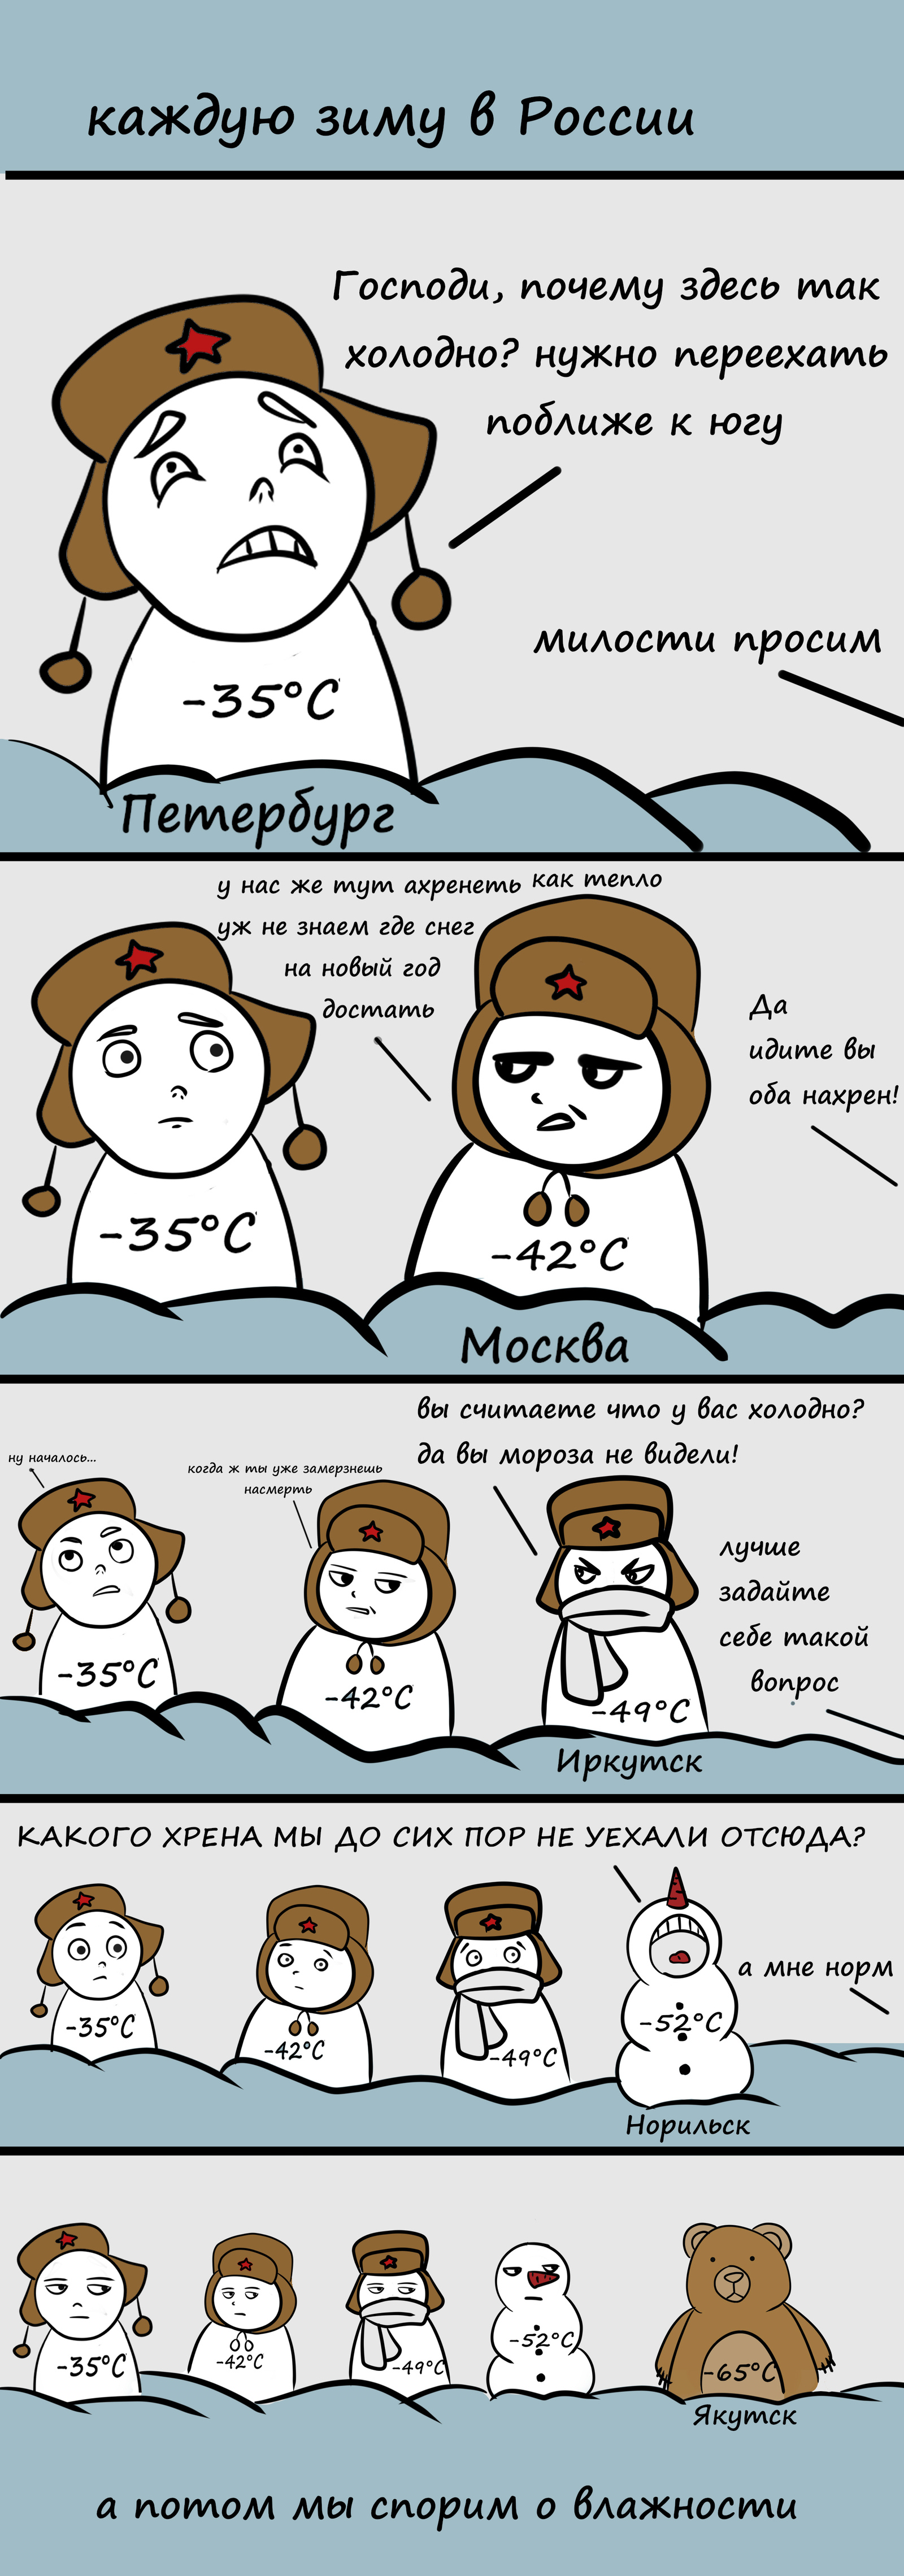 каждую зиму в России
Господи, почему здесь так
холодно? нужно переехать
поближе к югу
милости просим
-35°C
Петербург
у нас же тут ахренеть как тепло
уж не знаем где снег
на новый год
достать
Да
идите вы
оба нахрен!
-35°C
-42°C
Москва
вы считаете что у вас холодно?
да вы мороза не видели!
ну началось...
когда ж ты уже замерзнешь
насмерть
лучше
задайте
себе такой
вопрос
-35°C
-42°C
-49°C
Иркутск
КАКОГО ХРЕНА МЫ ДО СИХ ПОР НЕ УЕХАЛИ ОТСЮДА?
а мне норм
-35°C
-42°C
-49°C
-52°C
Норильск
-35°C
-42°C
-49°C
-52°C
-65°C
Якутск
а потом мы спорим о влажности